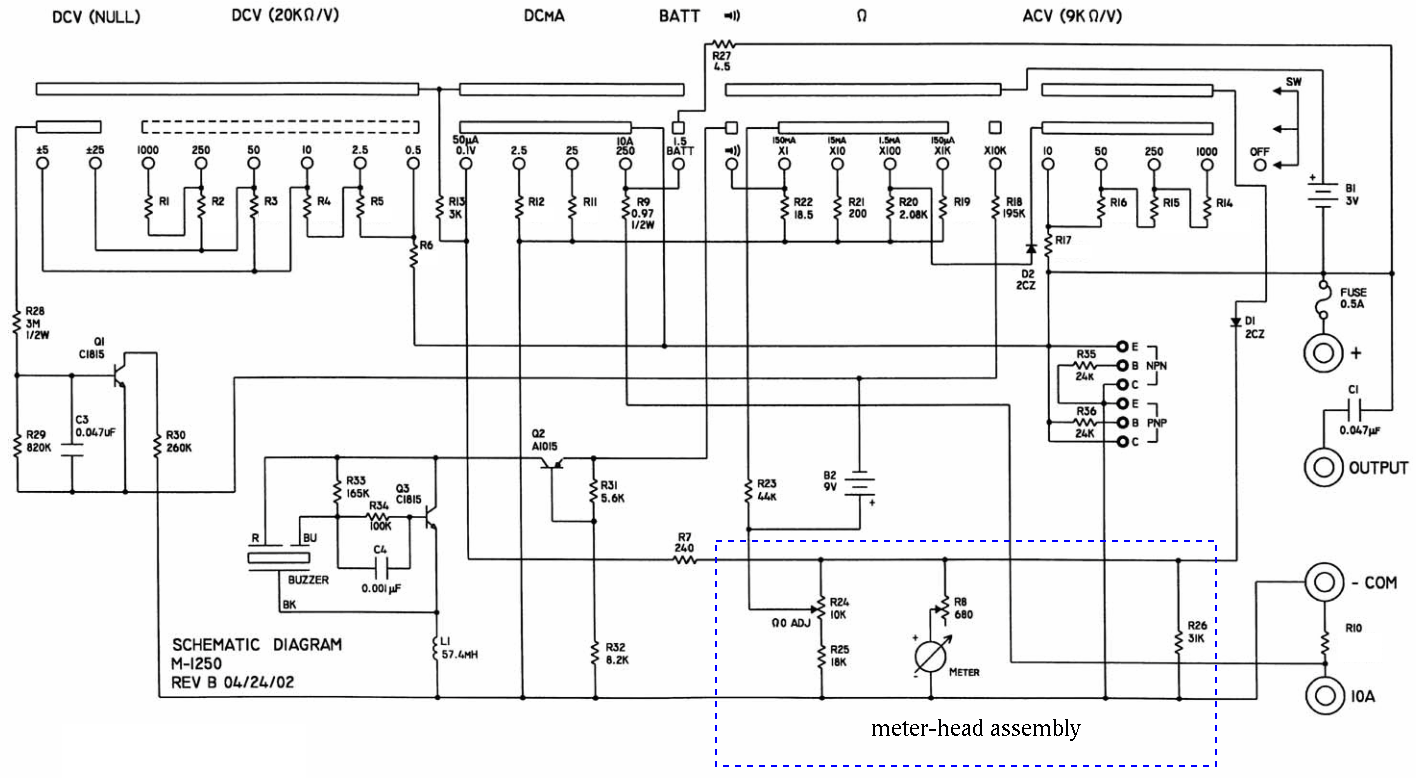 DCV (NULL) DCV (20KΩ/V) DCMA BATT Ω ACV (9KΩ/V)
R27
4.5
SW
50µA 10A 1.5 150MA 15MA 1.5MA 150µA
±5 ±25 1000 250 50 10 2.5 0.5 0.1V 2.5 25 250 BATT X1 X10 X100 X1K X10K 10 50 250 1000 OFF
B1
3V
R1 R2 R3 R4 R5
R13
3K
R12 R11
R9
0.97
1/2W
R22
18.5
R21
200
R20
2.08K
R19
R18
195K
R16 R15 R14
R6
R17
D2
2CZ
FUSE
0.5A
R28
3M
1/2W
D1
2CZ
Q1
C1815
+
E
R35
24K
B NPN
C
E
R36
24K
B PNP
C
C1
0.047µF
C3
0.047UF
R29
820K
R30
260K
Q2
A1015
OUTPUT
R33
165K
R34
100K
Q3
C1815
R31
5.6K
R23
44K
B2
9V
+
R BU
C4
0.001µF
BUZZER
BK
R7
240
- COM
R24
10K
Ω0 ADJ
R8
680
R26
31K
R10
SCHEMATIC DIAGRAM
M-1250
REV B 04/24/02
L1
57.4MH
R32
8.2K
R25
18K
+
-
METER
10A
meter-head assembly